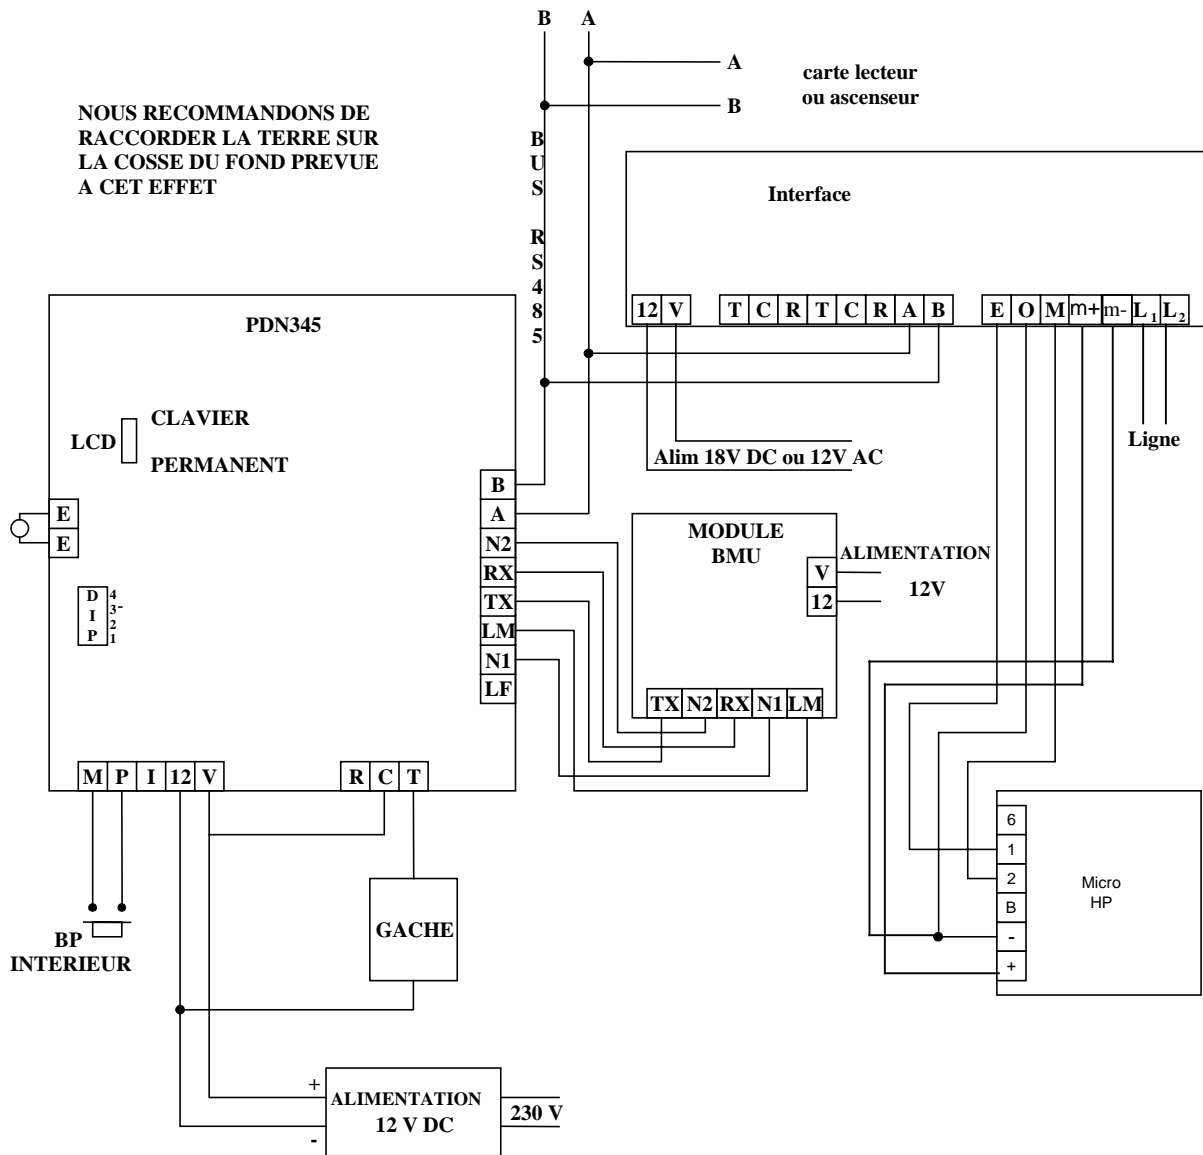 B A
A
B
carte lecteur
ou ascenseur
NOUS RECOMMANDONS DE
RACCORDER LA TERRE SUR
LA COSSE DU FOND PREVUE
A CET EFFET
BUS RS485
Interface
12 V T C R T C R A B E O M m+ m- L1 L2
PDN345
CLAVIER
LCD
PERMANENT
Ligne
Alim 18V DC ou 12V AC
E
E
B
A
N2
RX
TX
LM
N1
LF
MODULE
BMU
V
12
ALIMENTATION
12V
DIP
4
3-
2
1
TX N2 RX N1 LM
M P I 12 V R C T
6
1
2
B
-
+
Micro
HP
GACHE
BP
INTERIEUR
+
-
ALIMENTATION
12 V DC
230 V